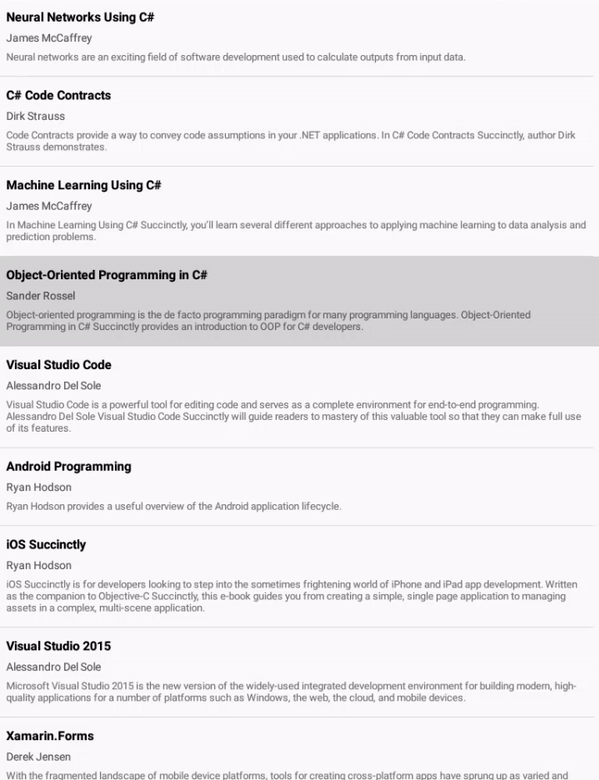 Neural Networks Using C#
James McCaffrey
Neural networks are an exciting field of software development used to calculate outputs from input data.
C# Code Contracts
Dirk Strauss
Code Contracts provide a way to convey code assumptions in your .NET applications. In C# Code Contracts Succinctly, author Dirk
Strauss demonstrates.
Machine Learning Using C#
James McCaffrey
In Machine Learning Using C# Succinctly, you'll learn several different approaches to applying machine learning to data analysis and
prediction problems.
Object-Oriented Programming in C#
Sander Rossel
Object-oriented programming is the de facto programming paradigm for many programming languages. Object-Oriented
Programming in C# Succinctly provides an introduction to OOP for C# developers.
Visual Studio Code
Alessandro Del Sole
Visual Studio Code is a powerful tool for editing code and serves as a complete environment for end-to-end programming.
Alessandro Del Sole Visual Studio Code Succinctly will guide readers to mastery of this valuable tool so that they can make full use
of its features.
Android Programming
Ryan Hodson
Ryan Hodson provides a useful overview of the Android application lifecycle.
iOS Succinctly
Ryan Hodson
iOS Succinctly is for developers looking to step into the sometimes frightening world of iPhone and iPad app development. Written
as the companion to Objective-C Succinctly, this e-book guides you from creating a simple, single page application to managing
assets in a complex, multi-scene application.
Visual Studio 2015
Alessandro Del Sole
Microsoft Visual Studio 2015 is the new version of the widely-used integrated development environment for building modern, high-
quality applications for a number of platforms such as Windows, the web, the cloud, and mobile devices.
Xamarin.Forms
Derek Jensen
With the fragmented landscape of mobile device platforms, tools for creating cross-platform apps have sprung up as varied and